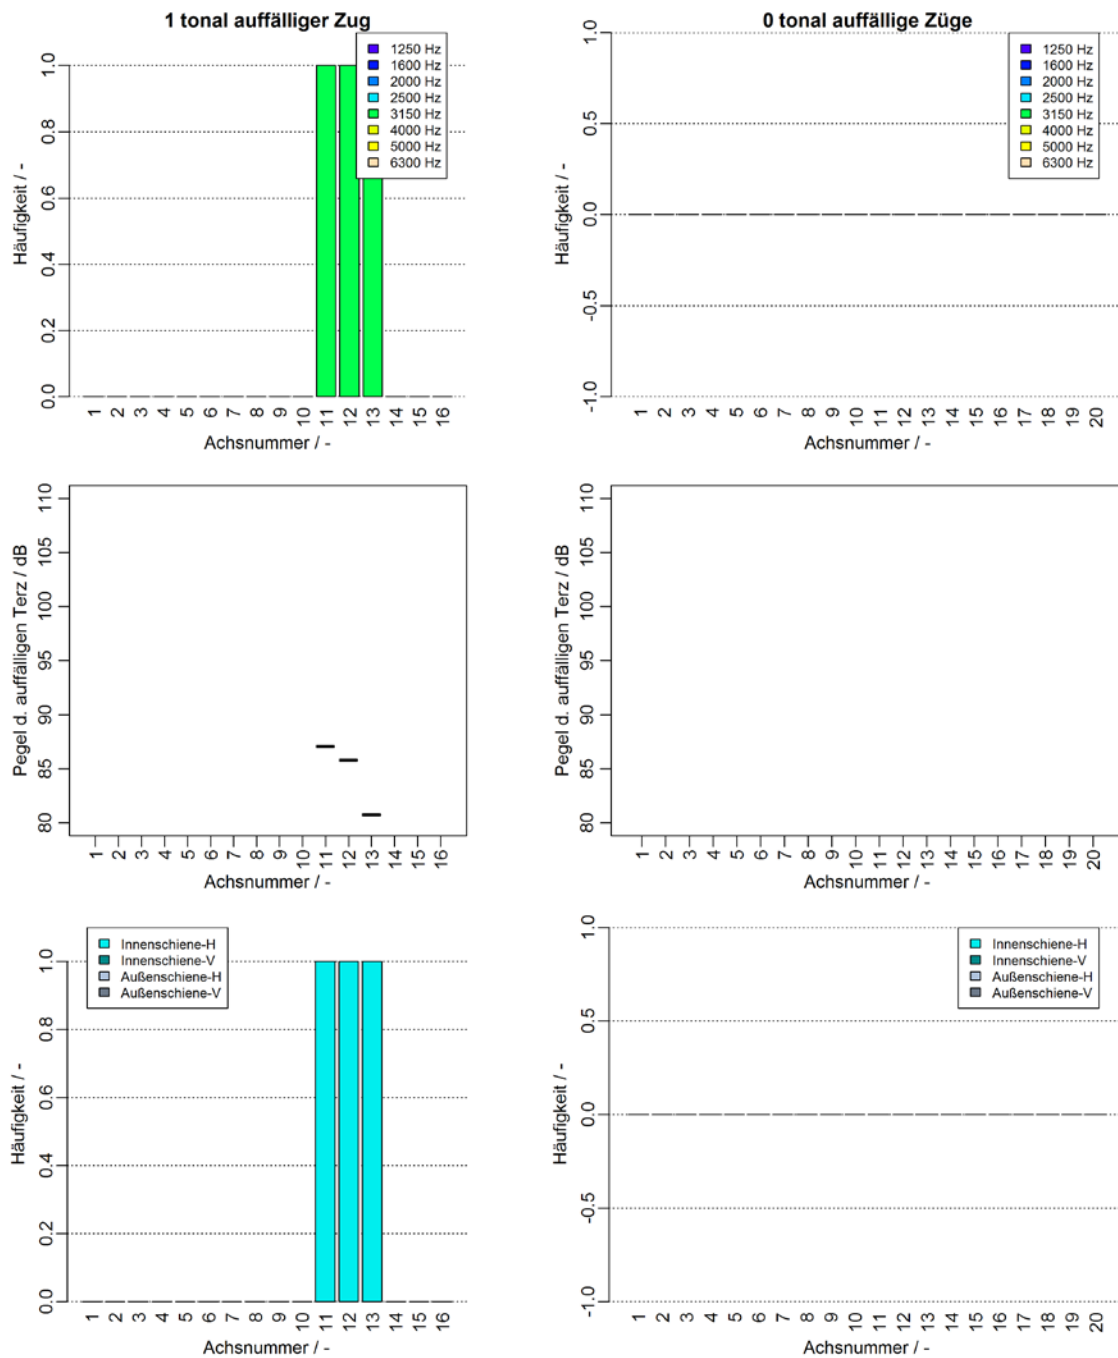 1 tonal auffälliger Zug
1250 Hz
1600 Hz
2000 Hz
2500 Hz
3150 Hz
4000 Hz
5000 Hz
6300 Hz
Häufigkeit / -
1.0
0.8
0.6
0.4
0.2
0.0
1 2 3 4 5 6 7 8 9 10 11 12 13 14 15 16
Achsnummer / -
0 tonal auffällige Züge
1250 Hz
1600 Hz
2000 Hz
2500 Hz
3150 Hz
4000 Hz
5000 Hz
6300 Hz
Häufigkeit / -
1.0
0.5
0.0
-0.5
-1.0
1 2 3 4 5 6 7 8 9 10 11 12 13 14 15 16 17 18 19 20
Achsnummer / -
Pegel d. auffälligen Terz / dB
110
105
100
95
90
85
80
1 2 3 4 5 6 7 8 9 10 11 12 13 14 15 16
Achsnummer / -
Pegel d. auffälligen Terz / dB
110
105
100
95
90
85
80
1 2 3 4 5 6 7 8 9 10 11 12 13 14 15 16 17 18 19 20
Achsnummer / -
Innenschiene-H
Innenschiene-V
Außenschiene-H
Außenschiene-V
Häufigkeit / -
1.0
0.8
0.6
0.4
0.2
0.0
1 2 3 4 5 6 7 8 9 10 11 12 13 14 15 16
Achsnummer / -
Innenschiene-H
Innenschiene-V
Außenschiene-H
Außenschiene-V
Häufigkeit / -
1.0
0.5
0.0
-0.5
-1.0
1 2 3 4 5 6 7 8 9 10 11 12 13 14 15 16 17 18 19 20
Achsnummer / -